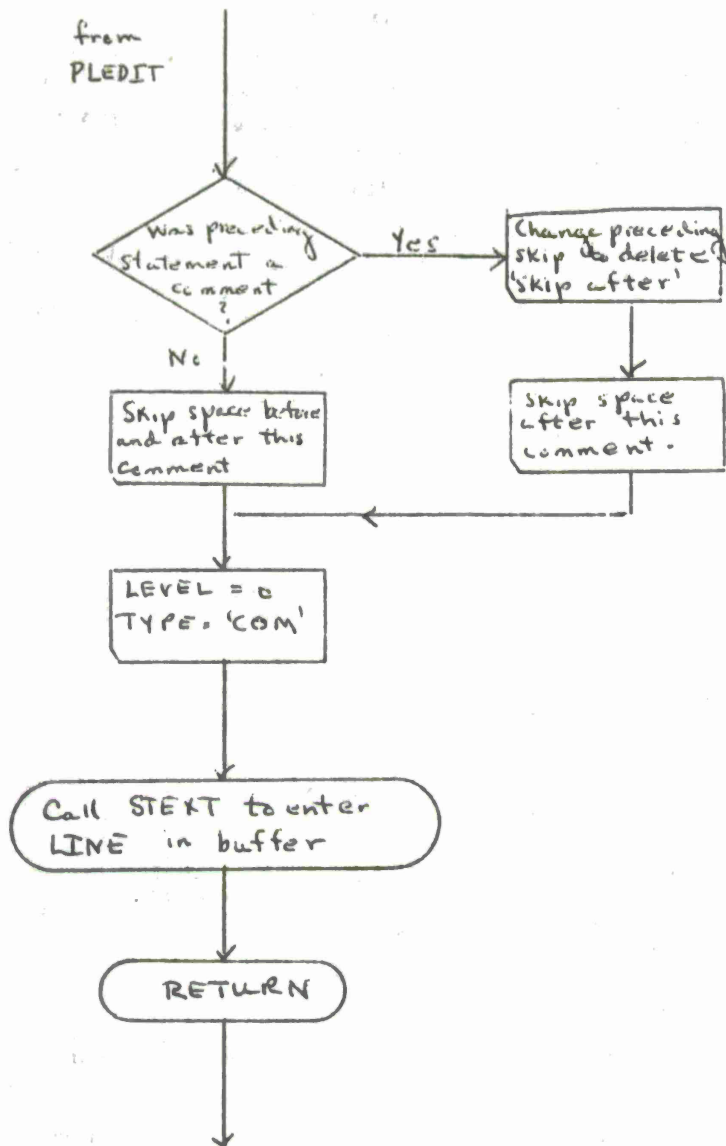 from
PLEDIT
Was preceding
statement a
comment
?
Yes
Change preceding
skip to delete
'skip after'
No
Skip space before
and after this
comment
skip space
after this
comment.
LEVEL = 0
TYPE = 'COM'
Call STEXT to enter
LINE in buffer
RETURN